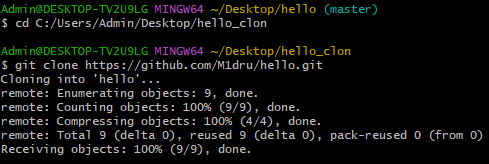 Admin@DESKTOP-TV2U9LG MINGW64 ~/Desktop/hello (master)
$ cd C:/Users/Admin/Desktop/hello_clon
Admin@DESKTOP-TV2U9LG MINGW64 ~/Desktop/hello_clon
$ git clone https://github.com/M1dru/hello.git
Cloning into 'hello'...
remote: Enumerating objects: 9, done.
remote: Counting objects: 100% (9/9), done.
remote: Compressing objects: 100% (4/4), done.
remote: Total 9 (delta 0), reused 9 (delta 0), pack-reused 0 (from 0)
Receiving objects: 100% (9/9), done.